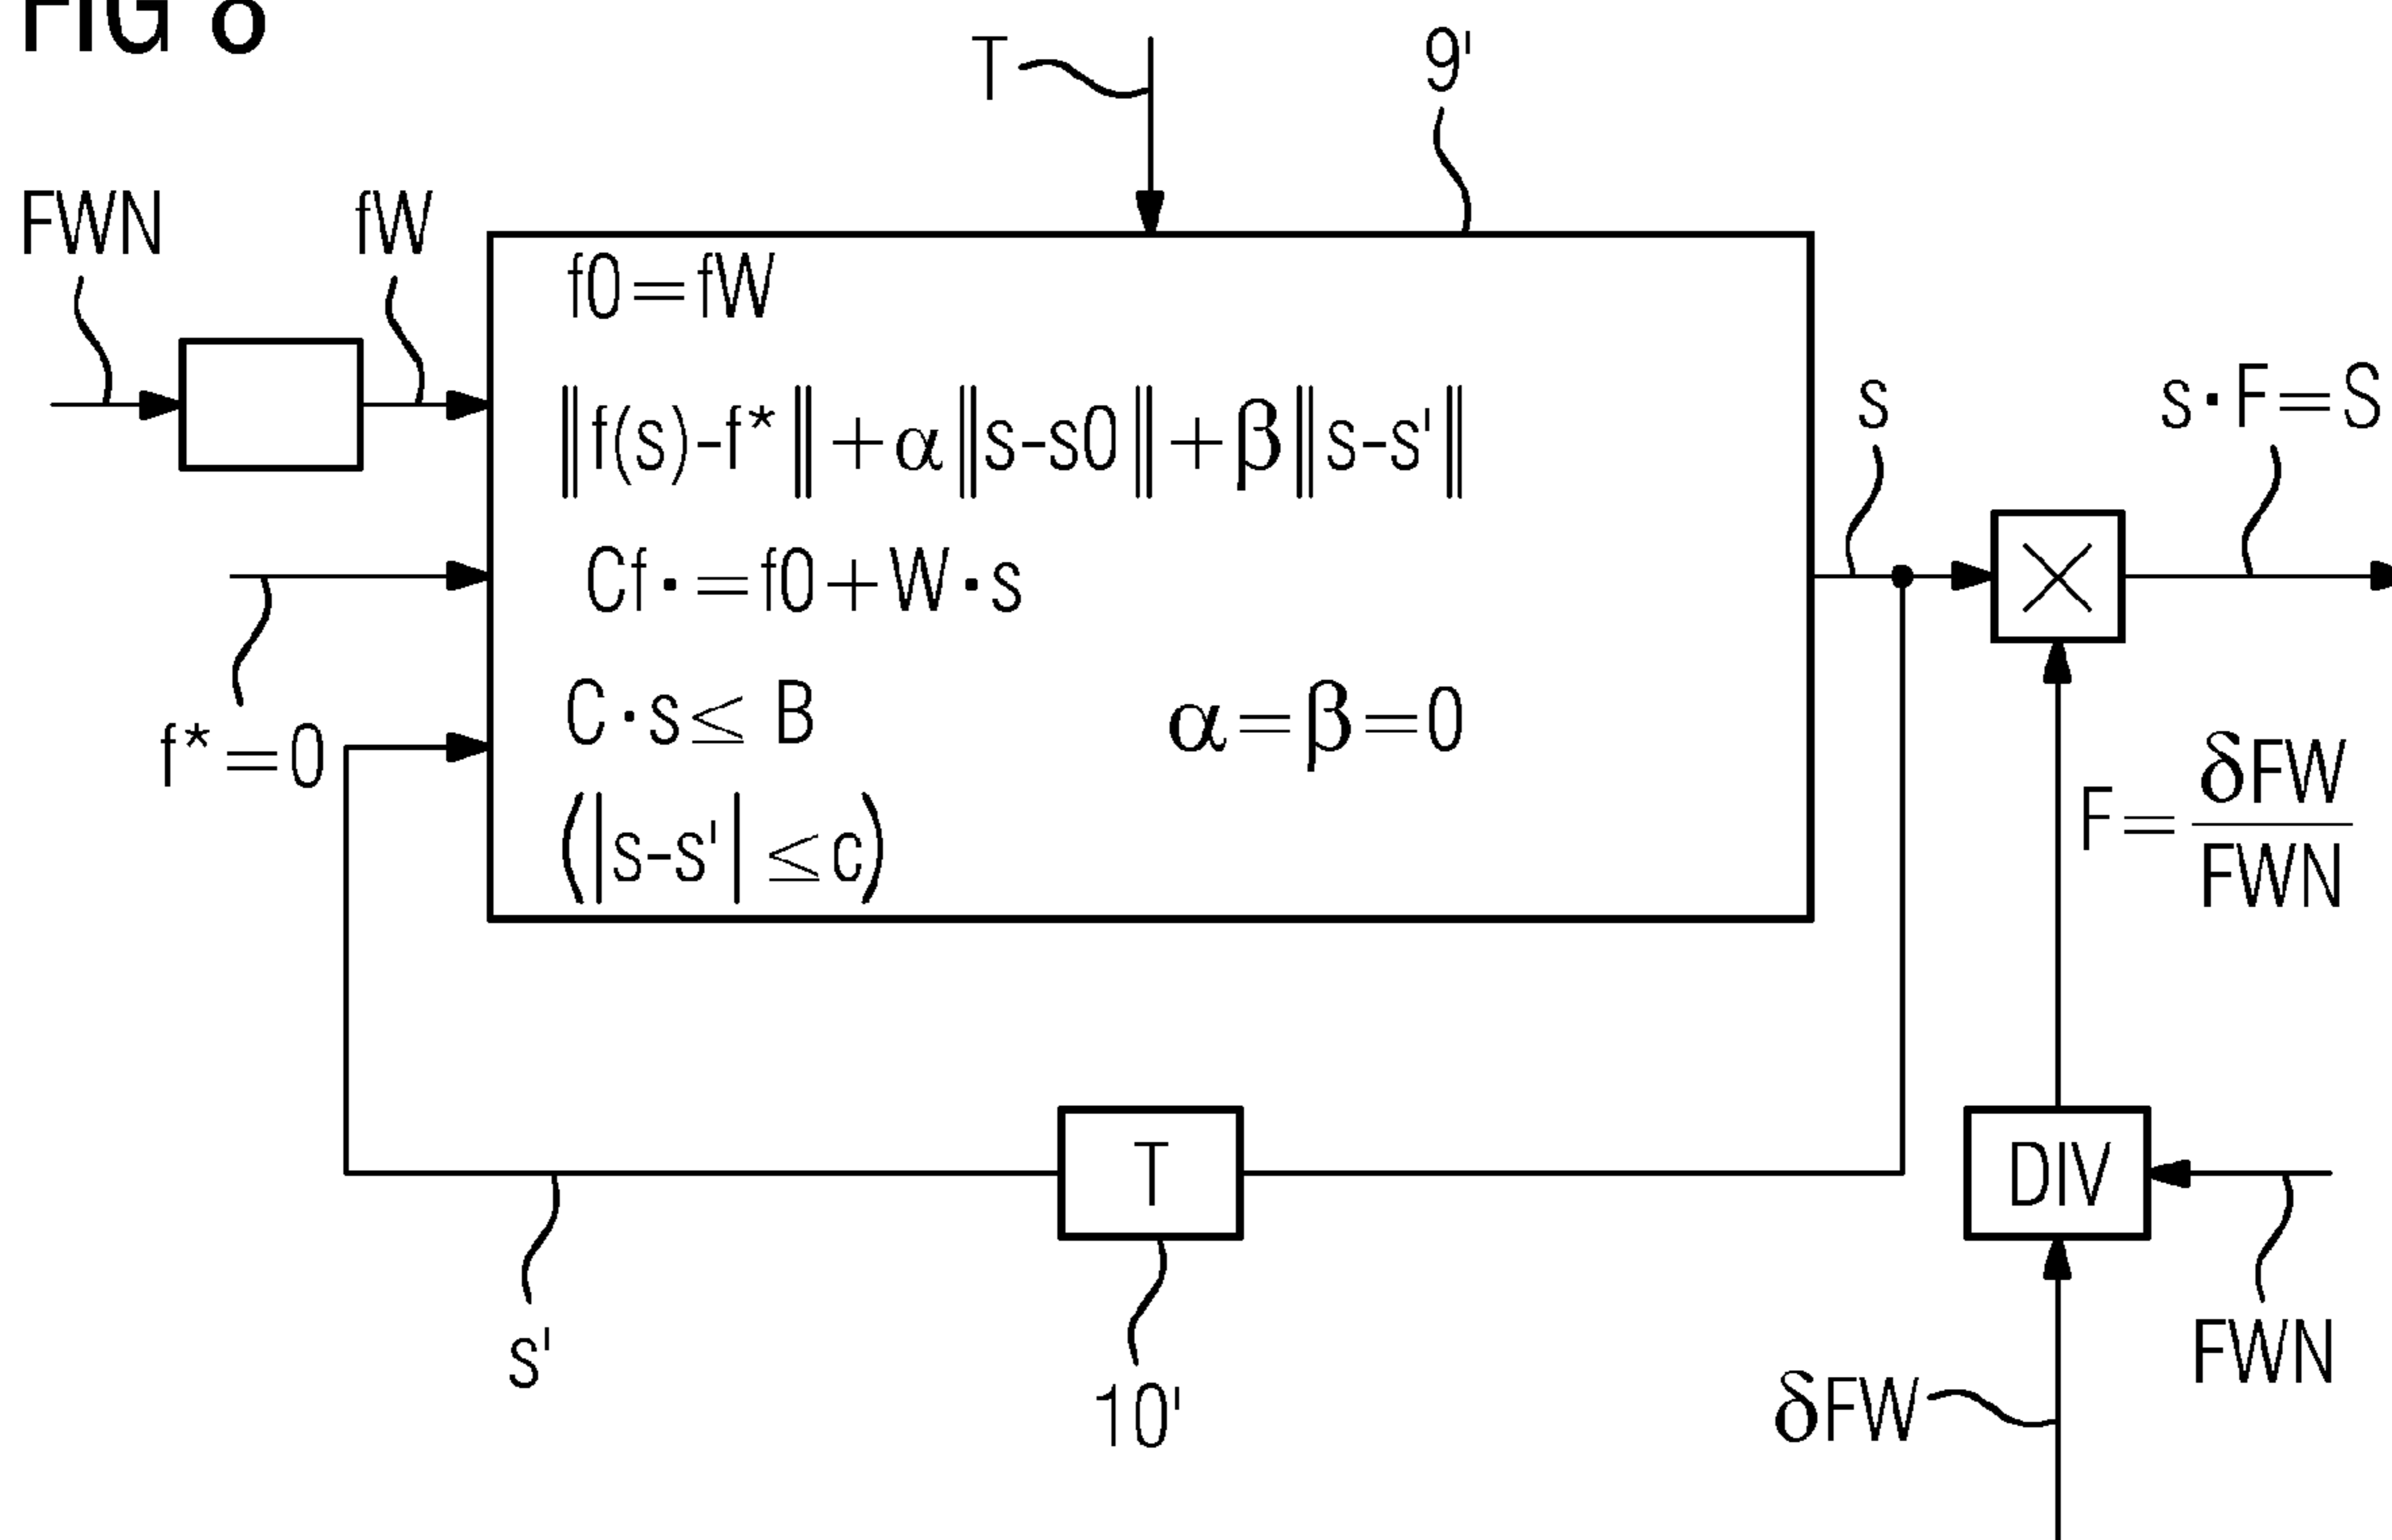 FIG 8
T
9'
FWN
fW
f0=fW
‖f(s)-f*‖+α‖s-s0‖+β‖s-s'‖
Cf·=f0+W·s
C·s≤ B
α=β=0
(|s-s'| ≤c)
f*=0
s
s·F=S
×
F=δFW/FWN
T
DIV
s'
10'
FWN
δFW